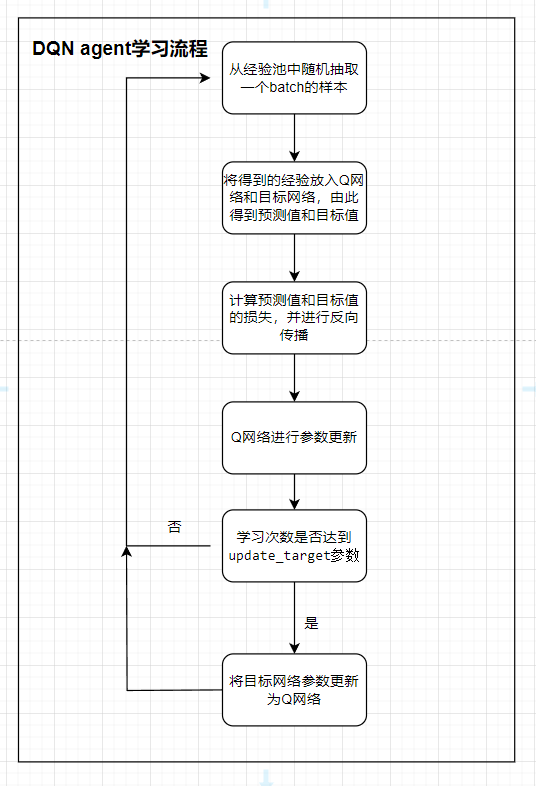 DQN agent学习流程
从经验池中随机抽取
一个batch的样本
将得到的经验放入Q网
络和目标网络，由此
得到预测值和目标值
计算预测值和目标值
的损失，并进行反向
传播
Q网络进行参数更新
否
学习次数是否达到
update_target参数
是
将目标网络参数更新
为Q网络